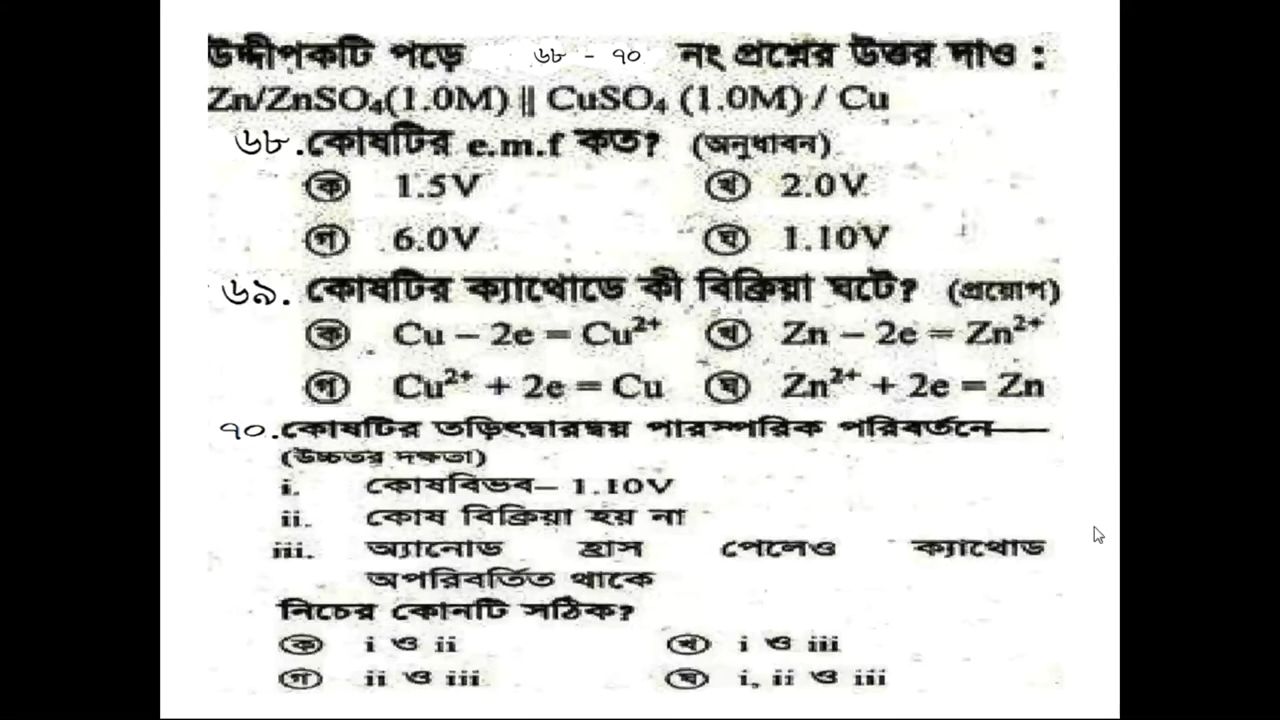 উদ্দীপকটি পড়ে ৬৮ - ৭০ নং প্রশ্নের উত্তর দাও :
Zn/ZnSO₄(1.0M) || CuSO₄ (1.0M) / Cu
৬৮.কোষটির e.m.f কত? (অনুধাবন)
ক 1.5V খ 2.0V
গ 6.0V ঘ 1.10V
৬৯. কোষটির ক্যাথোডে কী বিক্রিয়া ঘটে? (প্রয়োগ)
ক Cu – 2e = Cu²⁺ খ Zn – 2e = Zn²⁺
গ Cu²⁺ + 2e = Cu ঘ Zn²⁺ + 2e = Zn
৭০.কোষটির তড়িৎদ্বারদ্বয় পারস্পরিক পরিবর্তনে—
(উচ্চতর দক্ষতা)
i. কোষবিভব– 1.10V
ii. কোষ বিক্রিয়া হয় না
iii. অ্যানোড হ্রাস পেলেও ক্যাথোড
অপরিবর্তিত থাকে
নিচের কোনটি সঠিক?
ক i ও ii খ i ও iii
গ ii ও iii ঘ i, ii ও iii